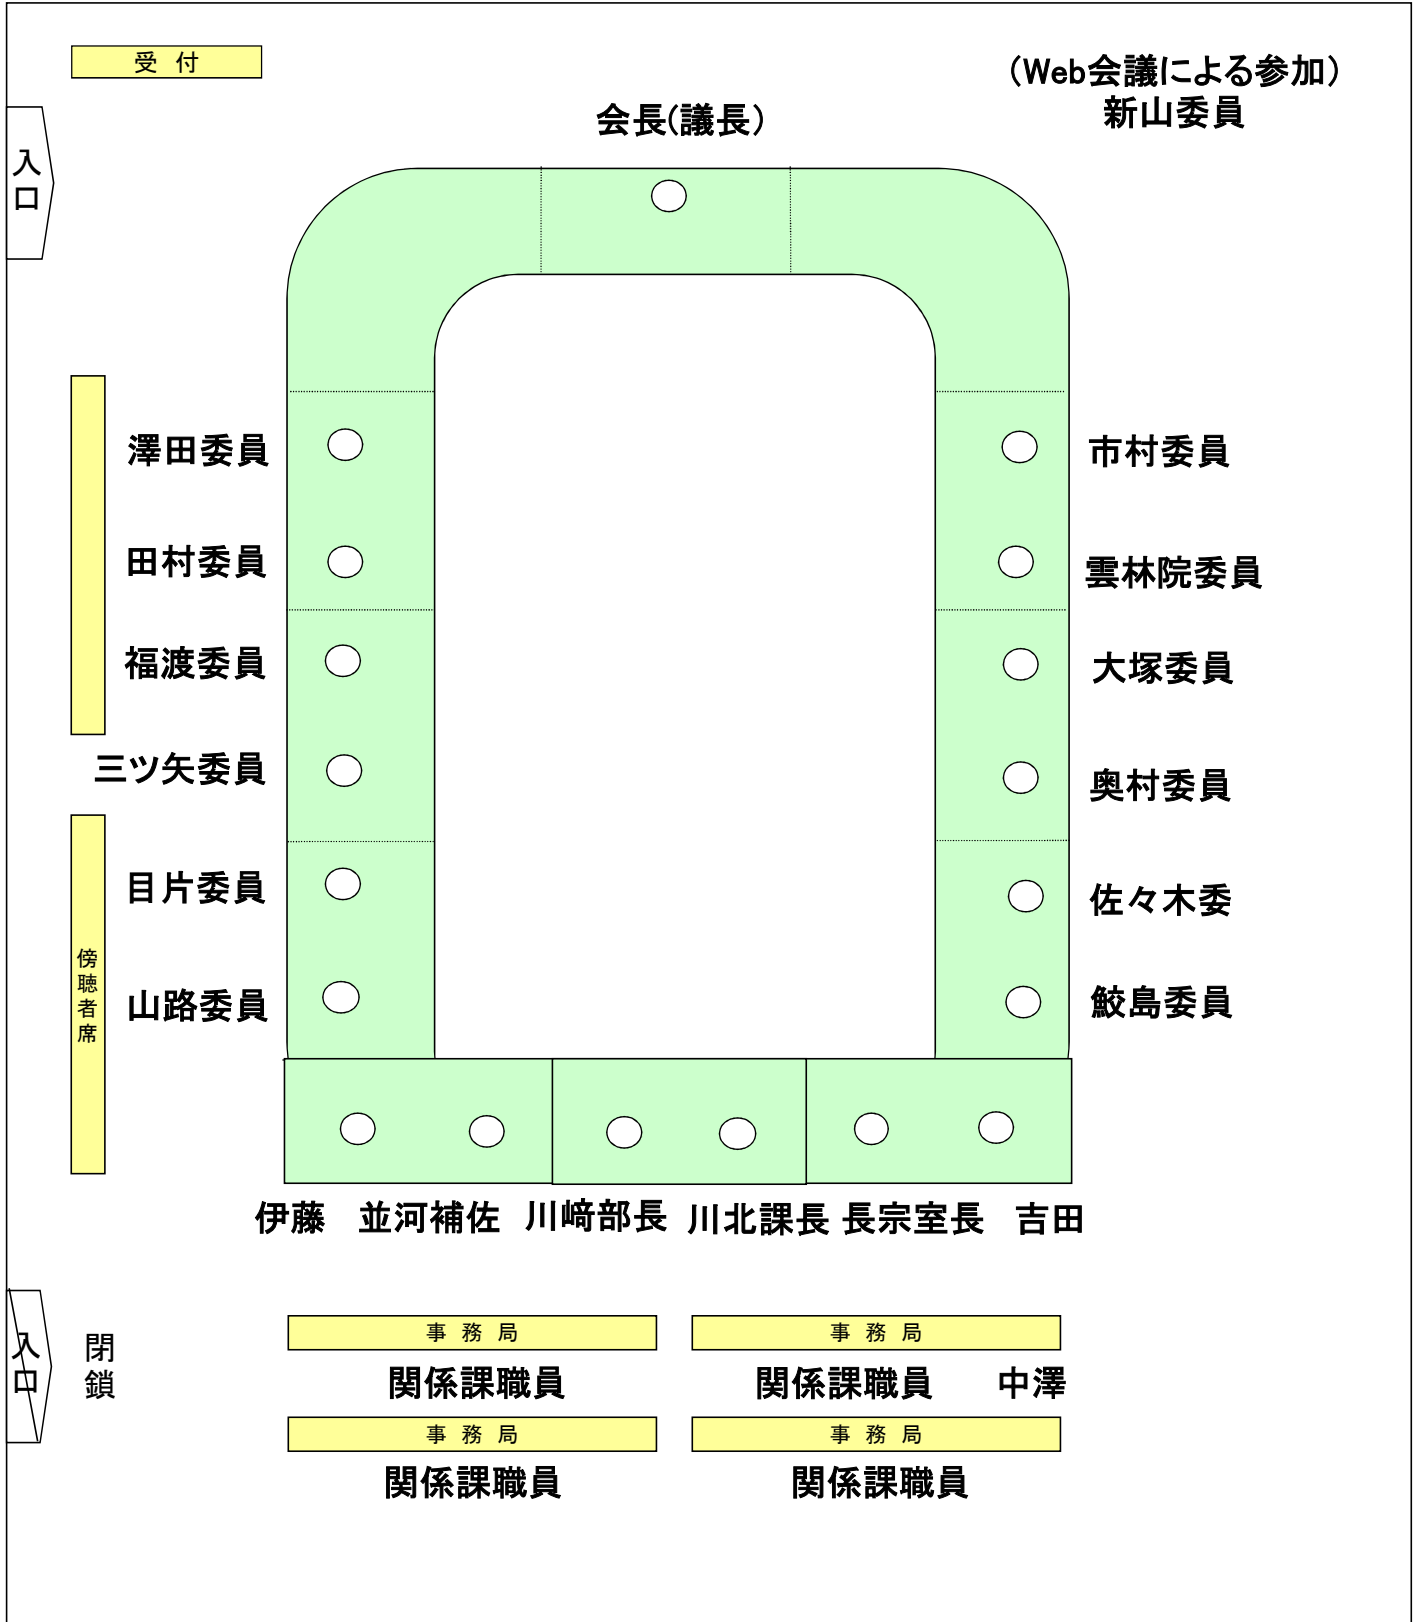 受 付
（Web会議による参加）
新山委員
会長(議長）
入口
澤田委員
市村委員
田村委員
雲林院委員
福渡委員
大塚委員
三ツ矢委員
奥村委員
目片委員
佐々木委
傍聴者席
山路委員
鮫島委員
伊藤 並河補佐 川﨑部長 川北課長 長宗室長 吉田
入口
閉鎖
事 務 局
事 務 局
関係課職員
関係課職員 中澤
事 務 局
事 務 局
関係課職員
関係課職員